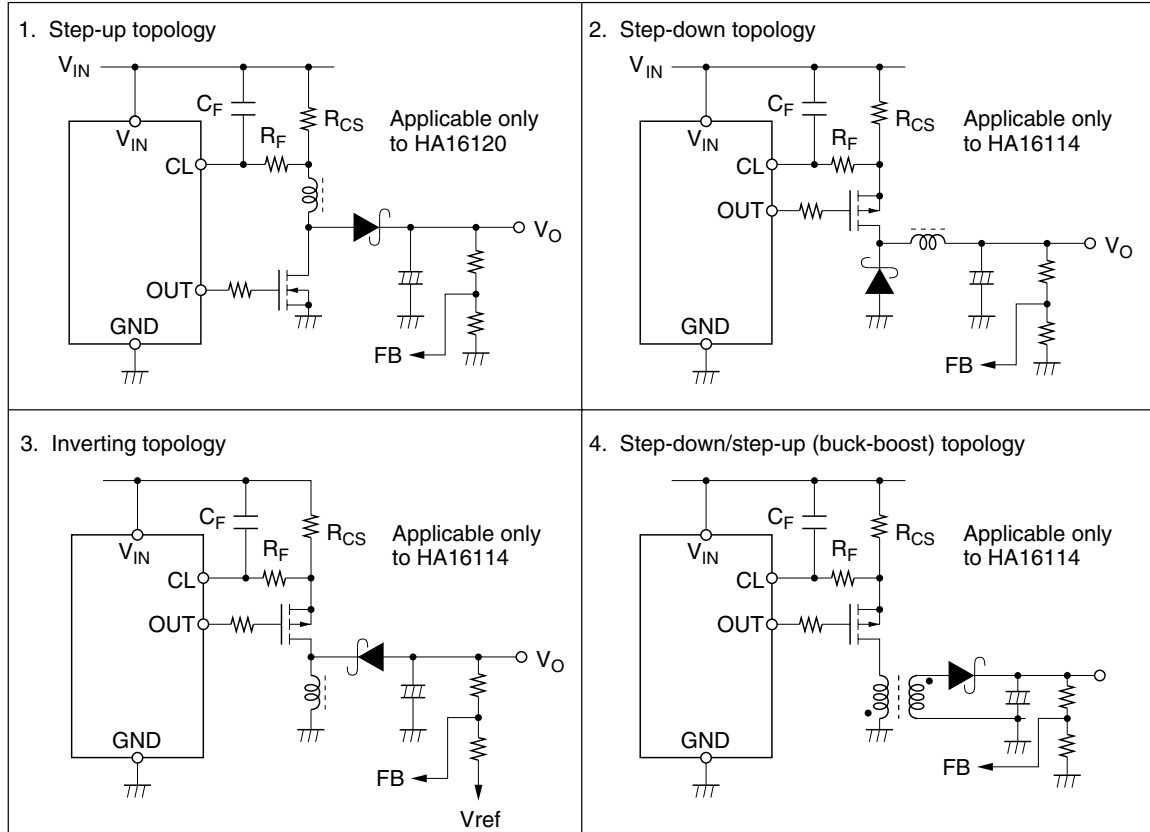 1. Step-up topology
V_IN
C_F
R_CS
Applicable only
to HA16120
V_IN
R_F
CL
V_O
OUT
GND
FB
2. Step-down topology
V_IN
C_F
R_CS
Applicable only
to HA16114
V_IN
R_F
CL
OUT
V_O
GND
FB
3. Inverting topology
C_F
R_CS
Applicable only
to HA16114
V_IN
R_F
CL
OUT
V_O
GND
FB
Vref
4. Step-down/step-up (buck-boost) topology
C_F
R_CS
Applicable only
to HA16114
V_IN
R_F
CL
OUT
GND
FB